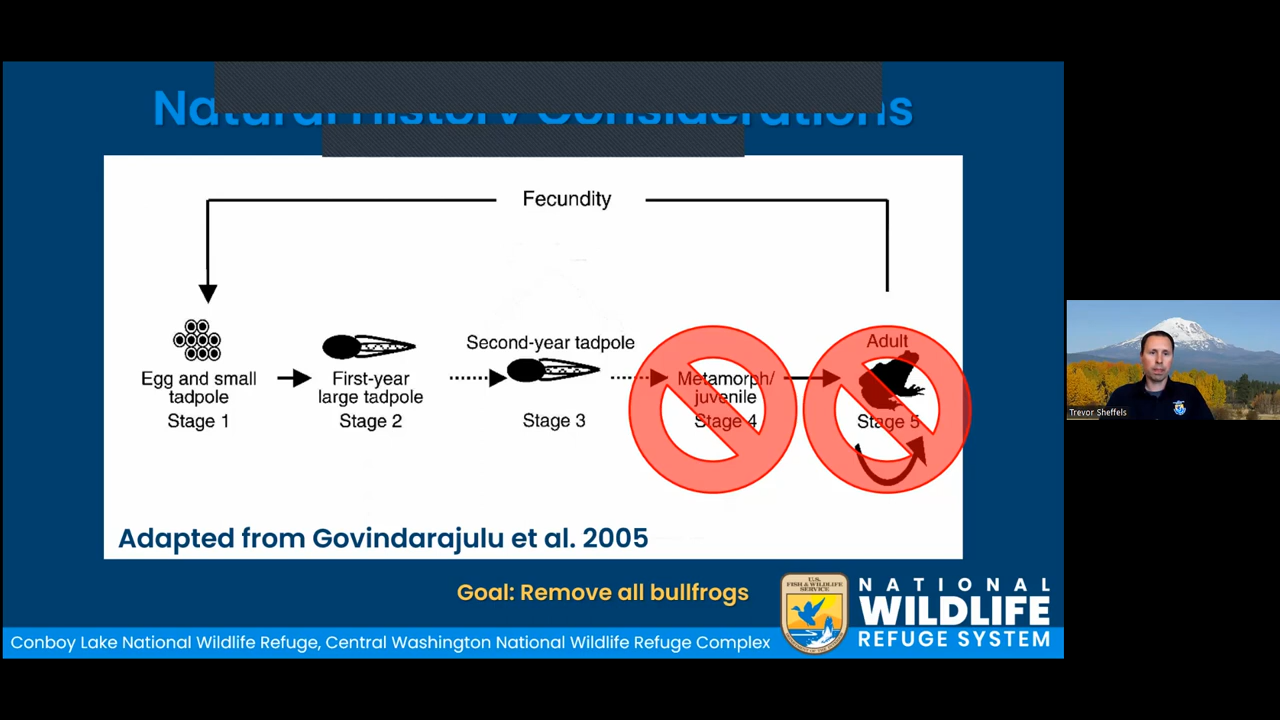 Natural History Considerations
Fecundity
Egg and small
tadpole
Stage 1
First-year
large tadpole
Stage 2
Second-year tadpole
Stage 3
Metamorph/
juvenile
Stage 4
Adult
Stage 5
Adapted from Govindarajulu et al. 2005
Goal: Remove all bullfrogs
U.S.
FISH & WILDLIFE
SERVICE
NATIONAL
WILDLIFE
REFUGE SYSTEM
Conboy Lake National Wildlife Refuge, Central Washington National Wildlife Refuge Complex
Trevor Sheffels